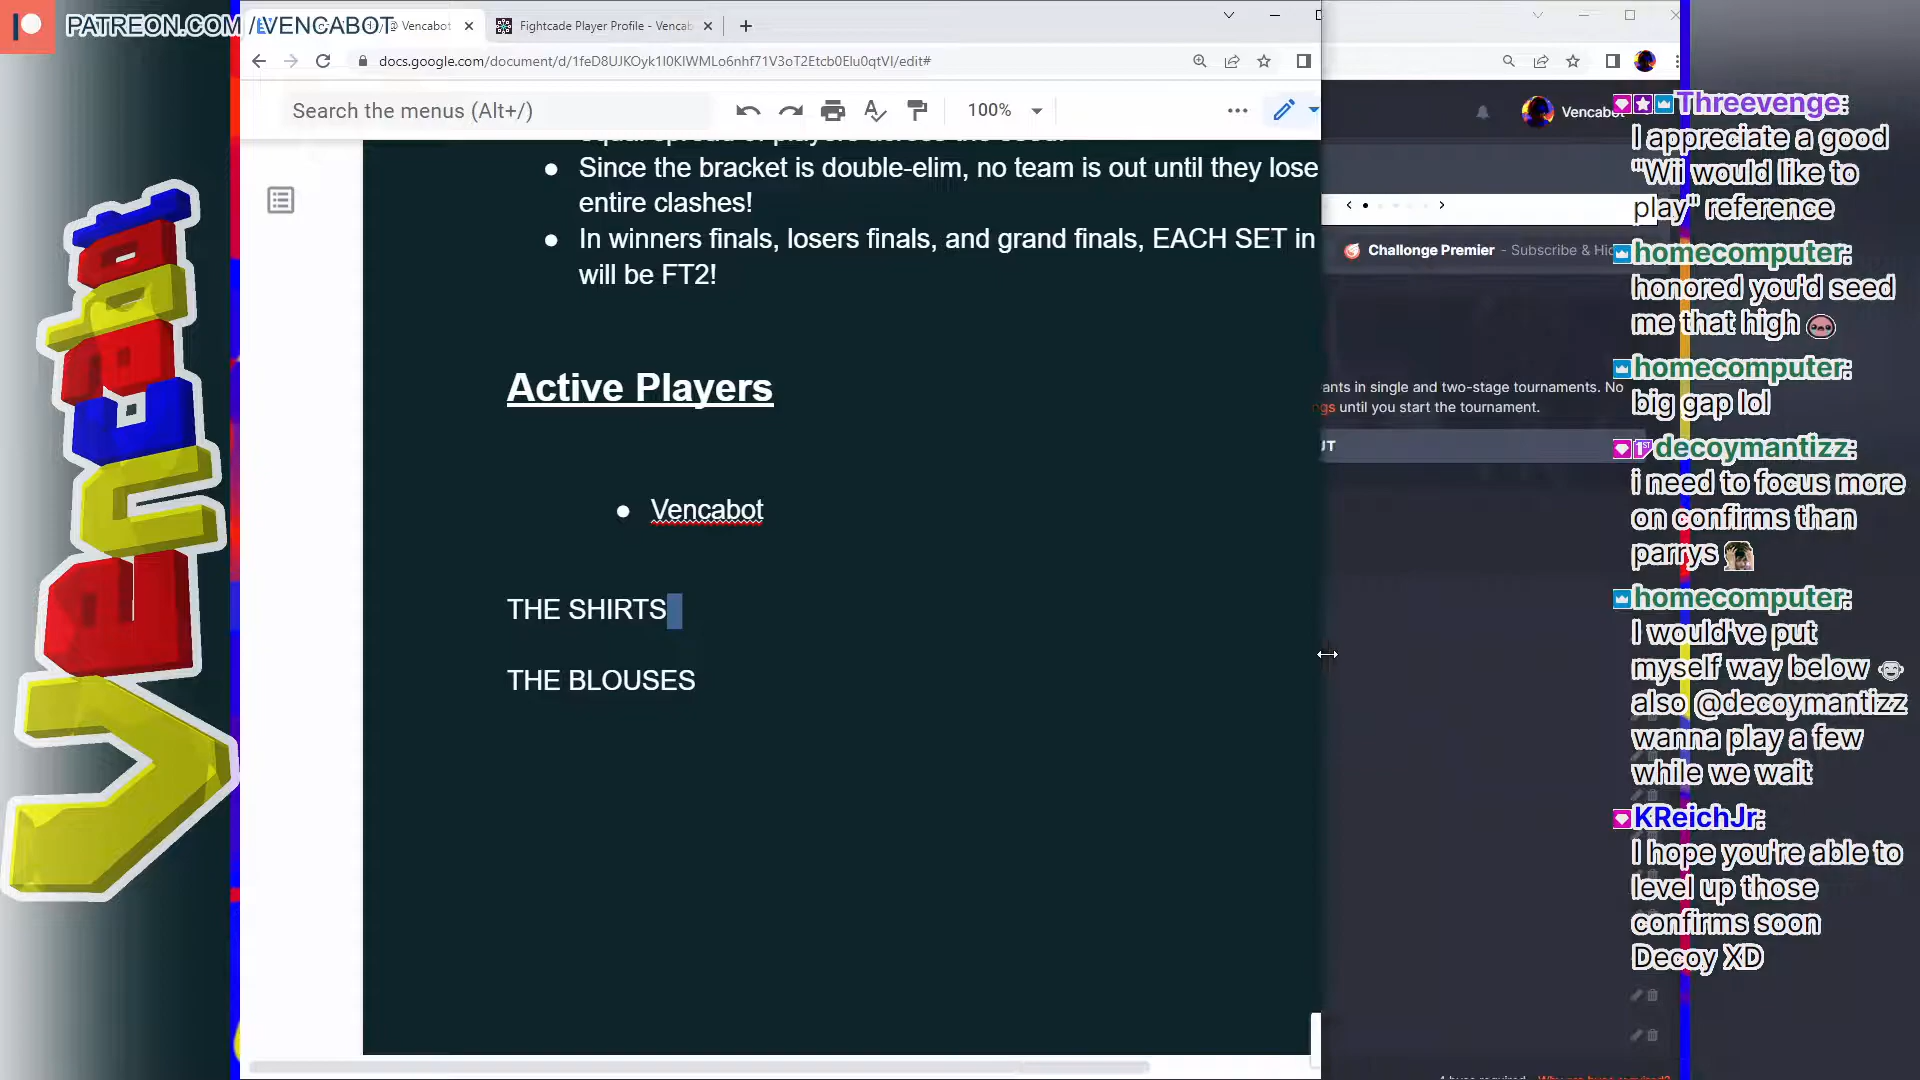 PATREON.COM/VENCABOT
@ Vencabot
Fightcade Player Profile - Vencab
docs.google.com/document/d/1feD8UJKOyk1I0KIWMLo6nhf71V3oT2Etcb0Elu0qtVI/edit#
Search the menus (Alt+/)
100%
Vencabot
Since the bracket is double-elim, no team is out until they lose
entire clashes!
In winners finals, losers finals, and grand finals, EACH SET in
will be FT2!
Active Players
Vencabot
THE SHIRTS
THE BLOUSES
Challonge Premier - Subscribe & Hi
ants in single and two-stage tournaments. No
gs until you start the tournament.
UT
Threevenge:
I appreciate a good
"Wii would like to
play" reference
homecomputer:
honored you'd seed
me that high
homecomputer:
big gap lol
decoymantizz:
i need to focus more
on confirms than
parrys
homecomputer:
I would've put
myself way below
also @decoymantizz
wanna play a few
while we wait
KReichJr:
I hope you're able to
level up those
confirms soon
Decoy XD
Vencabot